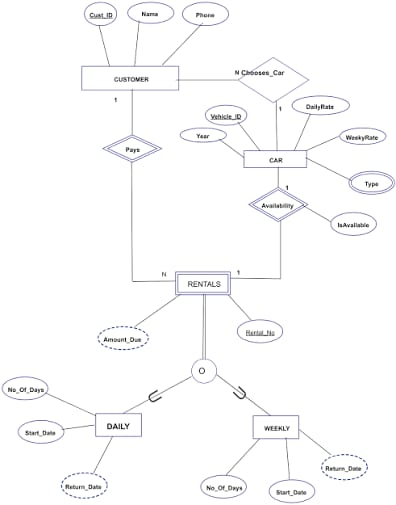 Cust_ID
Name
Phone
CUSTOMER
N Chooses_Car
1
1
Vehicle_ID
DailyRate
Year
WeeklyRate
CAR
Pays
Type
1
Availability
IsAvailable
N
1
RENTALS
Amount_Due
Rental_No
O
No_Of_Days
Start_Date
DAILY
WEEKLY
Return_Date
Return_Date
No_Of_Days
Start_Date